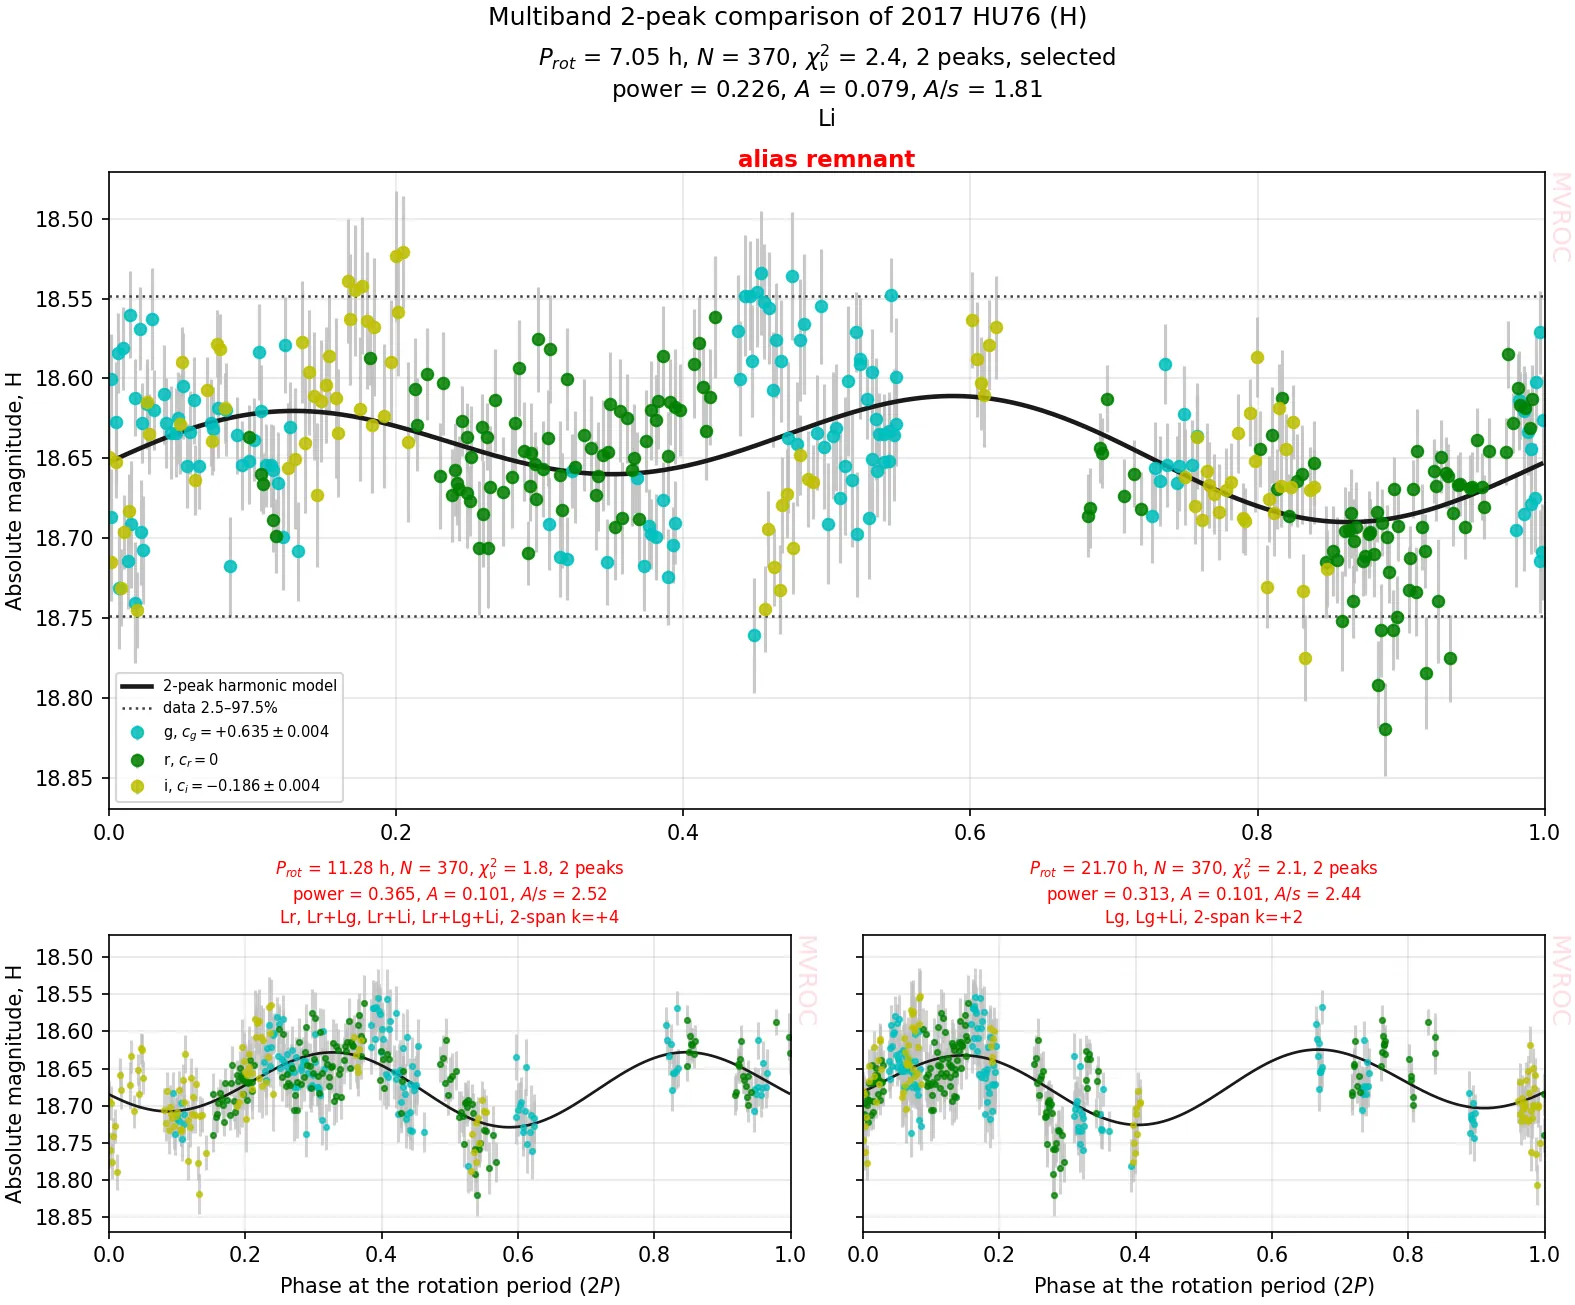 Multiband 2-peak comparison of 2017 HU76 (H)
P_rot = 7.05 h, N = 370, χ²_ν = 2.4, 2 peaks, selected
power = 0.226, A = 0.079, A/s = 1.81
Li
alias remnant
MVROC
Absolute magnitude, H
18.50
18.55
18.60
18.65
18.70
18.75
18.80
18.85
2-peak harmonic model
data 2.5–97.5%
g, c_g = +0.635 ± 0.004
r, c_r = 0
i, c_i = −0.186 ± 0.004
0.0 0.2 0.4 0.6 0.8 1.0
P_rot = 11.28 h, N = 370, χ²_ν = 1.8, 2 peaks
power = 0.365, A = 0.101, A/s = 2.52
Lr, Lr+Lg, Lr+Li, Lr+Lg+Li, 2-span k=+4
MVROC
Absolute magnitude, H
18.50
18.55
18.60
18.65
18.70
18.75
18.80
18.85
0.0 0.2 0.4 0.6 0.8 1.0
Phase at the rotation period (2P)
P_rot = 21.70 h, N = 370, χ²_ν = 2.1, 2 peaks
power = 0.313, A = 0.101, A/s = 2.44
Lg, Lg+Li, 2-span k=+2
MVROC
0.0 0.2 0.4 0.6 0.8 1.0
Phase at the rotation period (2P)